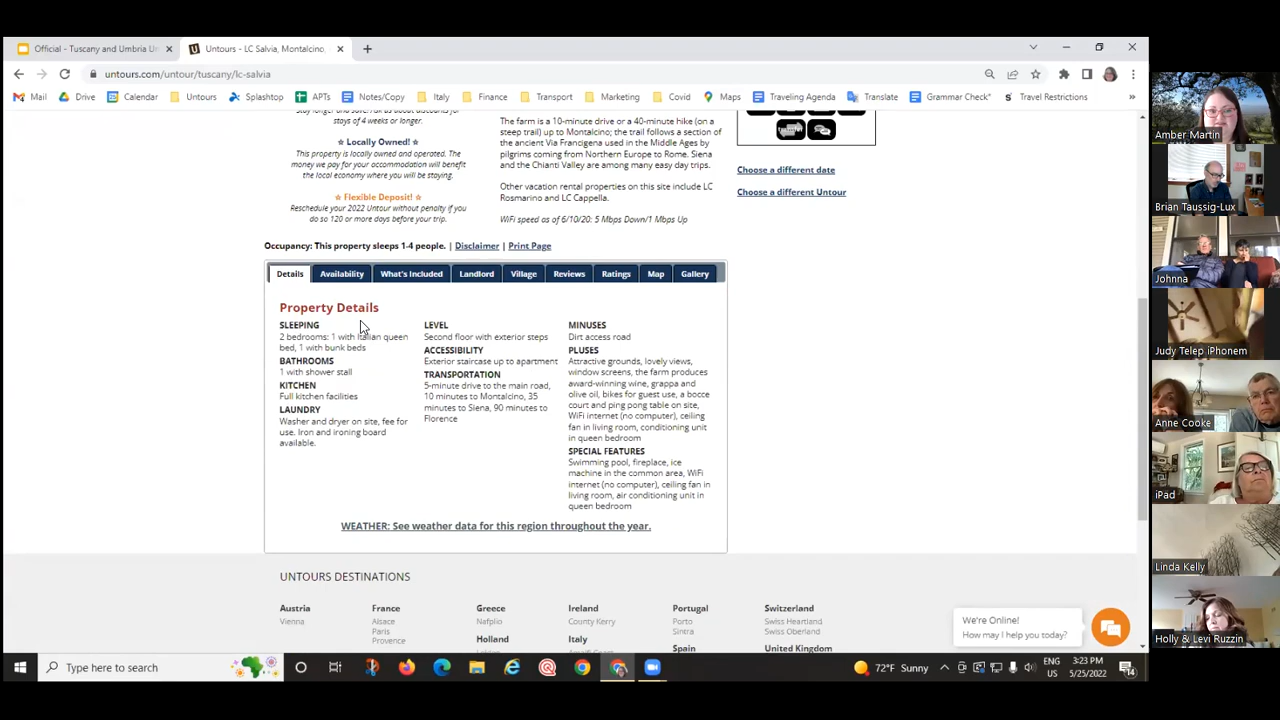 Official - Tuscany and Umbria Un
Untours - LC Salvia, Montalcino,
untours.com/untour/tuscany/lc-salvia
Mail
Drive
Calendar
Untours
Splashtop
APTs
Notes/Copy
Italy
Finance
Transport
Marketing
Covid
Maps
Traveling Agenda
Translate
Grammar Check*
Travel Restrictions
stays of 4 weeks or longer.
☆ Locally Owned! ☆
This property is locally owned and operated. The
money we pay for your accommodation will benefit
the local economy where you will be staying.
☆ Flexible Deposit! ☆
Reschedule your 2022 Untour without penalty if you
do so 120 or more days before your trip.
The farm is a 10-minute drive or a 40-minute hike (on a
steep trail) up to Montalcino; the trail follows a section of
the ancient Via Francigena used in the Middle Ages by
pilgrims coming from Northern Europe to Rome. Siena
and the Chianti Valley are among many easy day trips.
Other vacation rental properties on this site include LC
Rosmarino and LC Cappella.
WiFi speed as of 6/10/20: 5 Mbps Down/1 Mbps Up
Choose a different date
Choose a different Untour
Occupancy: This property sleeps 1-4 people. | Disclaimer | Print Page
Details
Availability
What's Included
Landlord
Village
Reviews
Ratings
Map
Gallery
Property Details
SLEEPING
2 bedrooms: 1 with Italian queen
bed, 1 with bunk beds
BATHROOMS
1 with shower stall
KITCHEN
Full kitchen facilities
LAUNDRY
Washer and dryer on site, fee for
use. Iron and ironing board
available.
LEVEL
Second floor with exterior steps
ACCESSIBILITY
Exterior staircase up to apartment
TRANSPORTATION
5-minute drive to the main road,
10 minutes to Montalcino, 35
minutes to Siena, 90 minutes to
Florence
MINUSES
Dirt access road
PLUSES
Attractive grounds, lovely views,
window screens, the farm produces
award-winning wine, grappa and
olive oil, bikes for guest use, a bocce
court and ping pong table on site,
WiFi internet (no computer), ceiling
fan in living room, conditioning unit
in queen bedroom
SPECIAL FEATURES
Swimming pool, fireplace, ice
machine in the common area, WiFi
internet (no computer), ceiling fan in
living room, air conditioning unit in
queen bedroom
WEATHER: See weather data for this region throughout the year.
UNTOURS DESTINATIONS
Austria
Vienna
France
Alsace
Paris
Provence
Greece
Nafplio
Holland
Ireland
County Kerry
Italy
Portugal
Porto
Sintra
Spain
Switzerland
Swiss Heartland
Swiss Oberland
United Kingdom
We're Online!
How may I help you today?
Type here to search
72°F Sunny
ENG
US
3:23 PM
5/25/2022
14
Amber Martin
Brian Taussig-Lux
Johnna
Judy Telep iPhonem
Anne Cooke
iPad
Linda Kelly
Holly & Levi Ruzzin